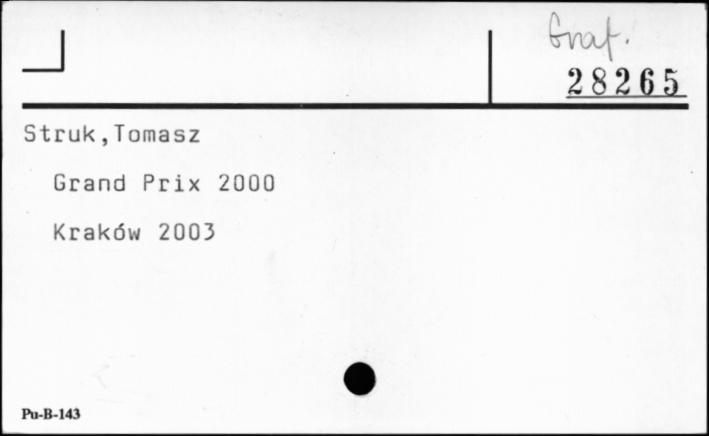 Graf.
28265
Struk,Tomasz
Grand Prix 2000
Kraków 2003
Pu-B-143